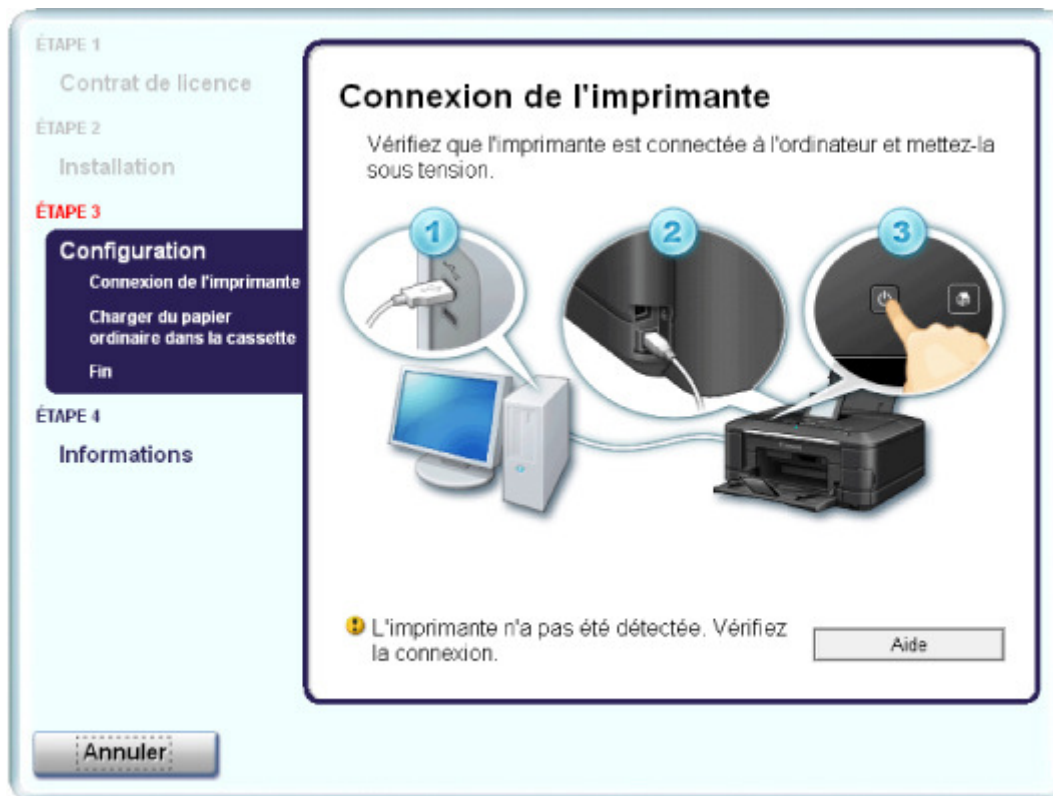 ÉTAPE 1
Contrat de licence
ÉTAPE 2
Installation
ÉTAPE 3
Configuration
Connexion de l'imprimante
Charger du papier
ordinaire dans la cassette
Fin
ÉTAPE 4
Informations
Connexion de l'imprimante
Vérifiez que l'imprimante est connectée à l'ordinateur et mettez-la
sous tension.
1
2
3
Canon
L'imprimante n'a pas été détectée. Vérifiez
la connexion.
Aide
Annuler